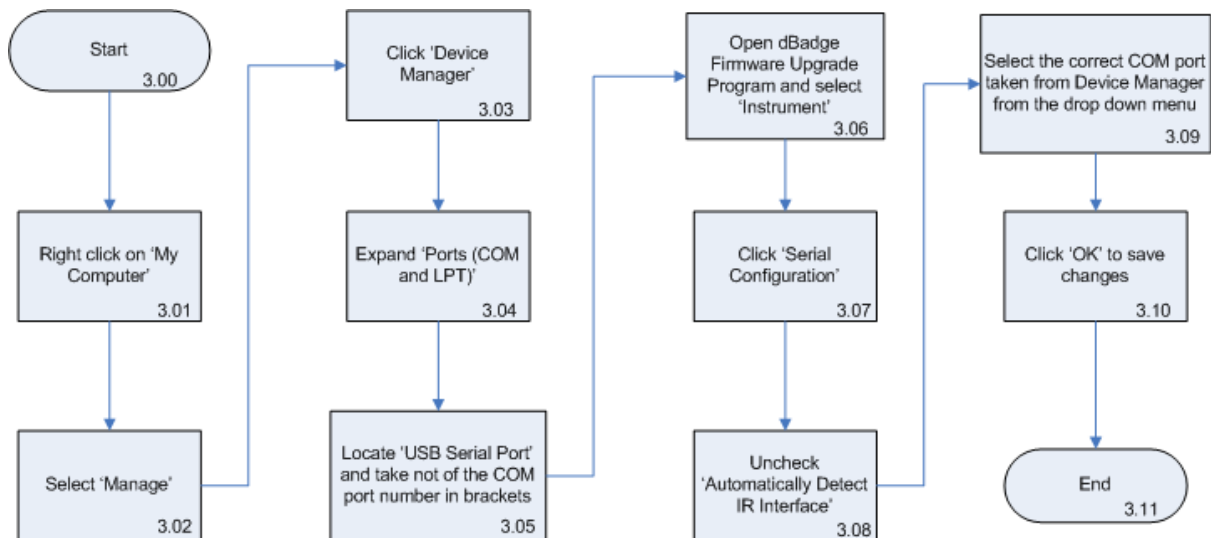 Start
3.00
Right click on ‘My
Computer’
3.01
Select ‘Manage’
3.02
Click ‘Device
Manager’
3.03
Expand ‘Ports (COM
and LPT)’
3.04
Locate ‘USB Serial Port’
and take not of the COM
port number in brackets
3.05
Open dBadge
Firmware Upgrade
Program and select
‘Instrument’
3.06
Click ‘Serial
Configuration’
3.07
Uncheck
‘Automatically Detect
IR Interface’
3.08
Select the correct COM port
taken from Device Manager
from the drop down menu
3.09
Click ‘OK’ to save
changes
3.10
End
3.11